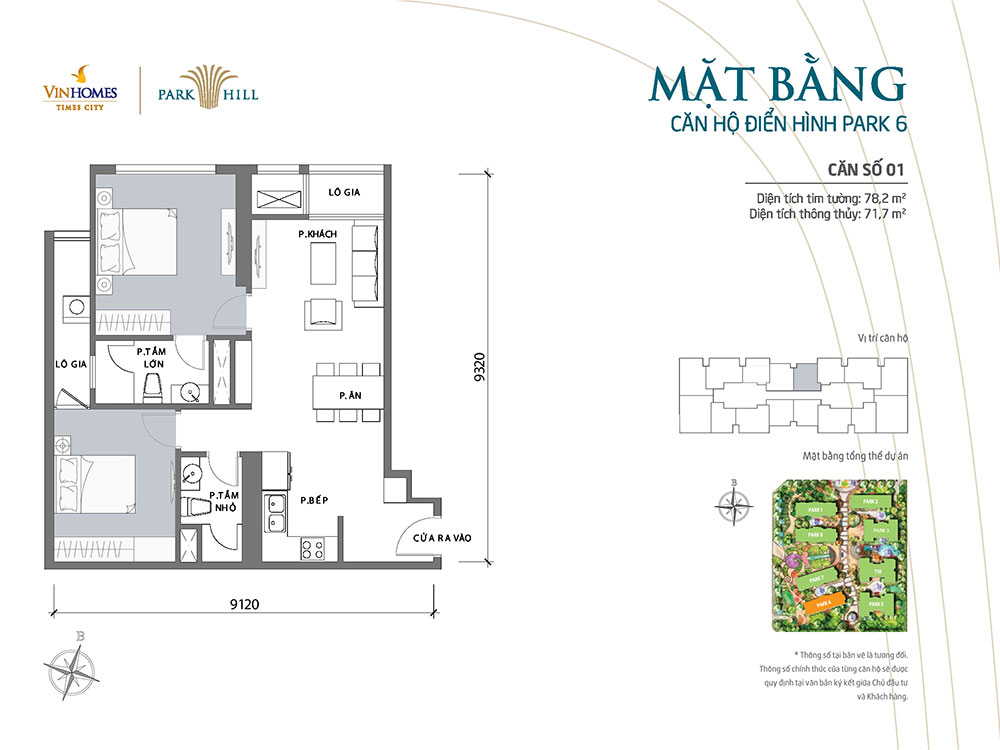 VINHOMES
TIMES CITY
PARK HILL
MẶT BẰNG
CĂN HỘ ĐIỂN HÌNH PARK 6
CĂN SỐ 01
Diện tích tim tường: 78,2 m²
Diện tích thông thủy: 71,7 m²
LÔ GIA
P.KHÁCH
P.TẮM
LỚN
LÔ GIA
P.ĂN
P.TẮM
NHỎ
P.BẾP
CỬA RA VÀO
9320
9120
B
Vị trí căn hộ
Mặt bằng tổng thể dự án
B
PARK 1
PARK 2
PARK 8
PARK 3
PARK 7
T18
PARK 6
PARK 5
* Thông số tại bản vẽ là tương đối.
Thông số chính thức của từng căn hộ sẽ được
quy định tại văn bản ký kết giữa Chủ đầu tư
và Khách hàng.